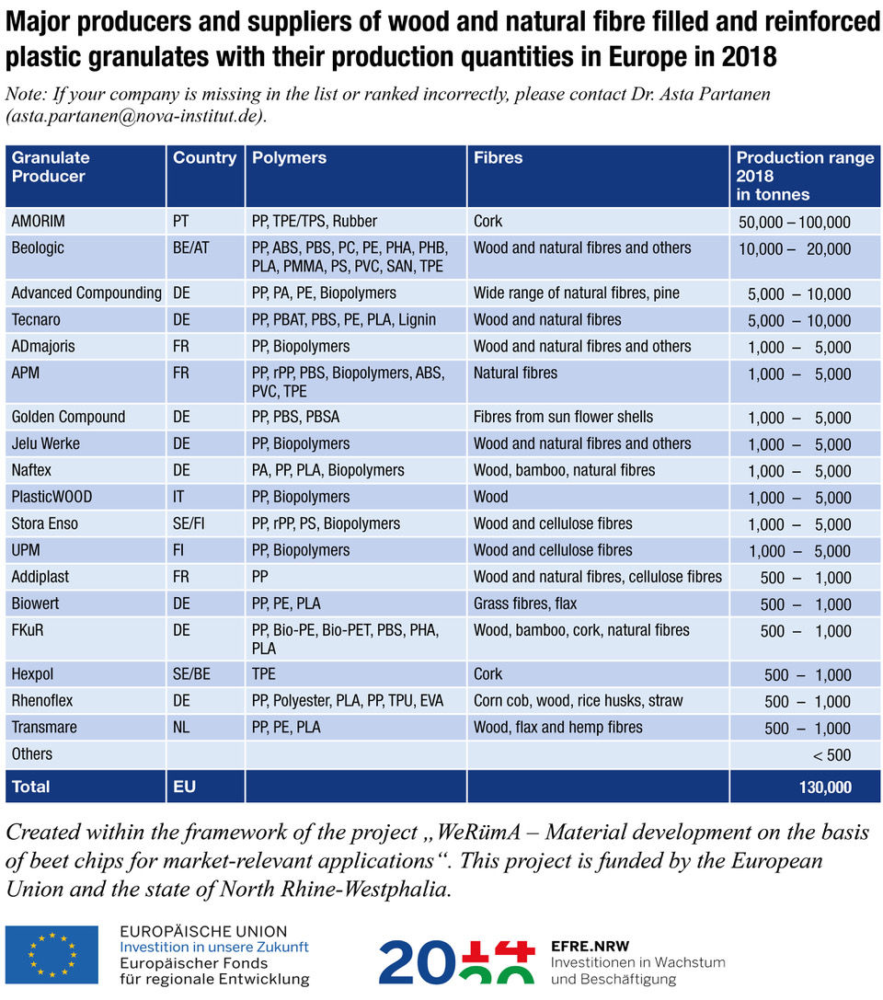 Major producers and suppliers of wood and natural fibre filled and reinforced
plastic granulates with their production quantities in Europe in 2018
Note: If your company is missing in the list or ranked incorrectly, please contact Dr. Asta Partanen
(asta.partanen@nova-institut.de).
Granulate Producer Country Polymers Fibres Production range 2018 in tonnes
AMORIM PT PP, TPE/TPS, Rubber Cork 50,000 – 100,000
Beologic BE/AT PP, ABS, PBS, PC, PE, PHA, PHB, PLA, PMMA, PS, PVC, SAN, TPE Wood and natural fibres and others 10,000 – 20,000
Advanced Compounding DE PP, PA, PE, Biopolymers Wide range of natural fibres, pine 5,000 – 10,000
Tecnaro DE PP, PBAT, PBS, PE, PLA, Lignin Wood and natural fibres 5,000 – 10,000
ADmajoris FR PP, Biopolymers Wood and natural fibres and others 1,000 – 5,000
APM FR PP, rPP, PBS, Biopolymers, ABS, PVC, TPE Natural fibres 1,000 – 5,000
Golden Compound DE PP, PBS, PBSA Fibres from sun flower shells 1,000 – 5,000
Jelu Werke DE PP, Biopolymers Wood and natural fibres and others 1,000 – 5,000
Naftex DE PA, PP, PLA, Biopolymers Wood, bamboo, natural fibres 1,000 – 5,000
PlasticWOOD IT PP, Biopolymers Wood 1,000 – 5,000
Stora Enso SE/FI PP, rPP, PS, Biopolymers Wood and cellulose fibres 1,000 – 5,000
UPM FI PP, Biopolymers Wood and cellulose fibres 1,000 – 5,000
Addiplast FR PP Wood and natural fibres, cellulose fibres 500 – 1,000
Biowert DE PP, PE, PLA Grass fibres, flax 500 – 1,000
FKuR DE PP, Bio-PE, Bio-PET, PBS, PHA, PLA Wood, bamboo, cork, natural fibres 500 – 1,000
Hexpol SE/BE TPE Cork 500 – 1,000
Rhenoflex DE PP, Polyester, PLA, PP, TPU, EVA Corn cob, wood, rice husks, straw 500 – 1,000
Transmare NL PP, PE, PLA Wood, flax and hemp fibres 500 – 1,000
Others < 500
Total EU 130,000
Created within the framework of the project „WeRümA – Material development on the basis
of beet chips for market-relevant applications“. This project is funded by the European
Union and the state of North Rhine-Westphalia.
EUROPÄISCHE UNION
Investition in unsere Zukunft
Europäischer Fonds
für regionale Entwicklung
20
EFRE.NRW
Investitionen in Wachstum
und Beschäftigung